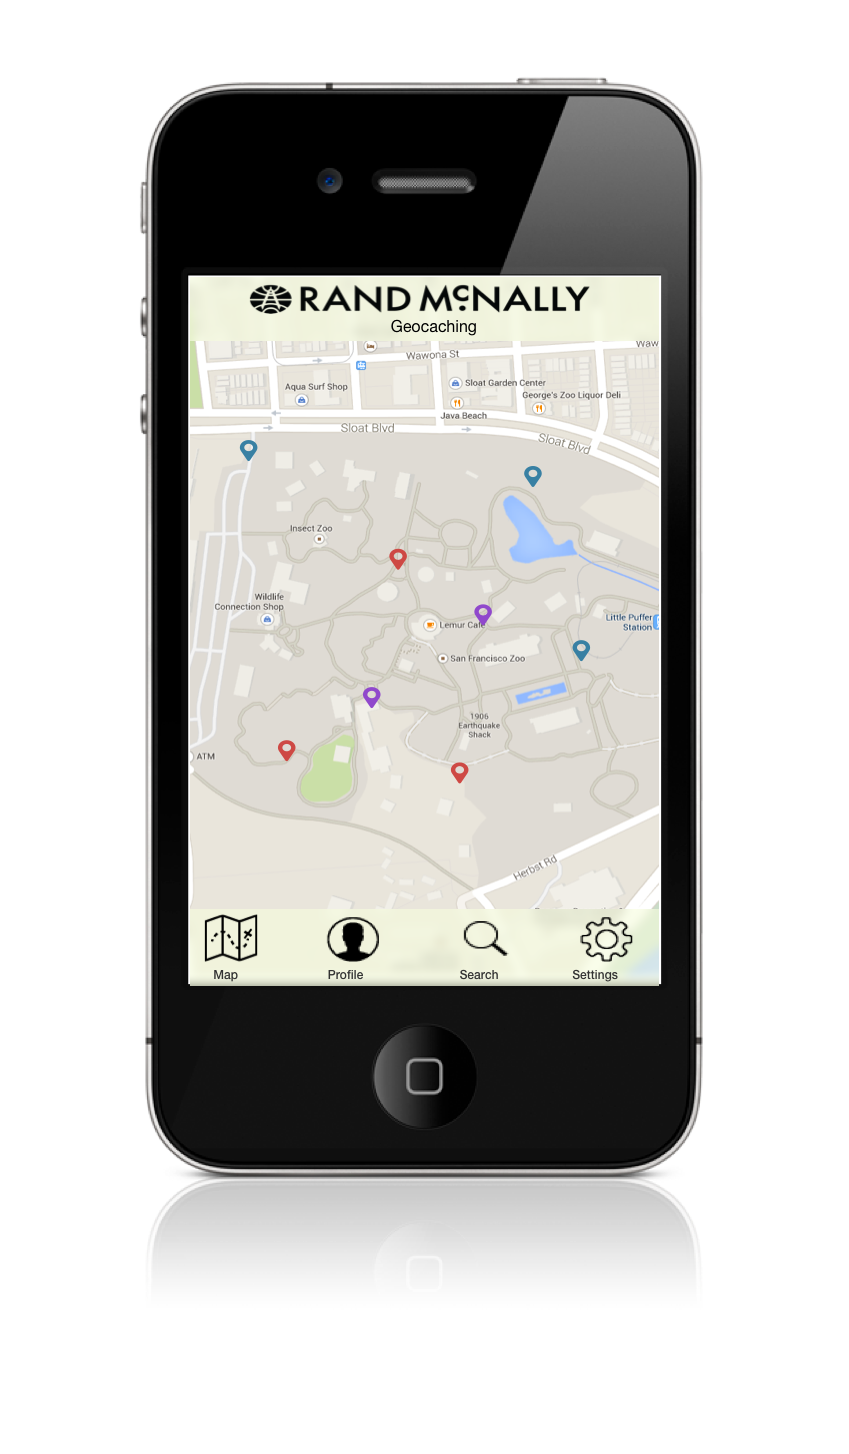 RAND McNALLY
Geocaching
Wawona St
Waw
Aqua Surf Shop
Sloat Garden Center
George's Zoo Liquor Deli
Java Beach
Sloat Blvd
Sloat Blvd
Insect Zoo
Wildlife
Connection Shop
Lemur Cafe
Little Puffer
Station
San Francisco Zoo
1906
Earthquake
Shack
ATM
Herbst Rd
Map
Profile
Search
Settings